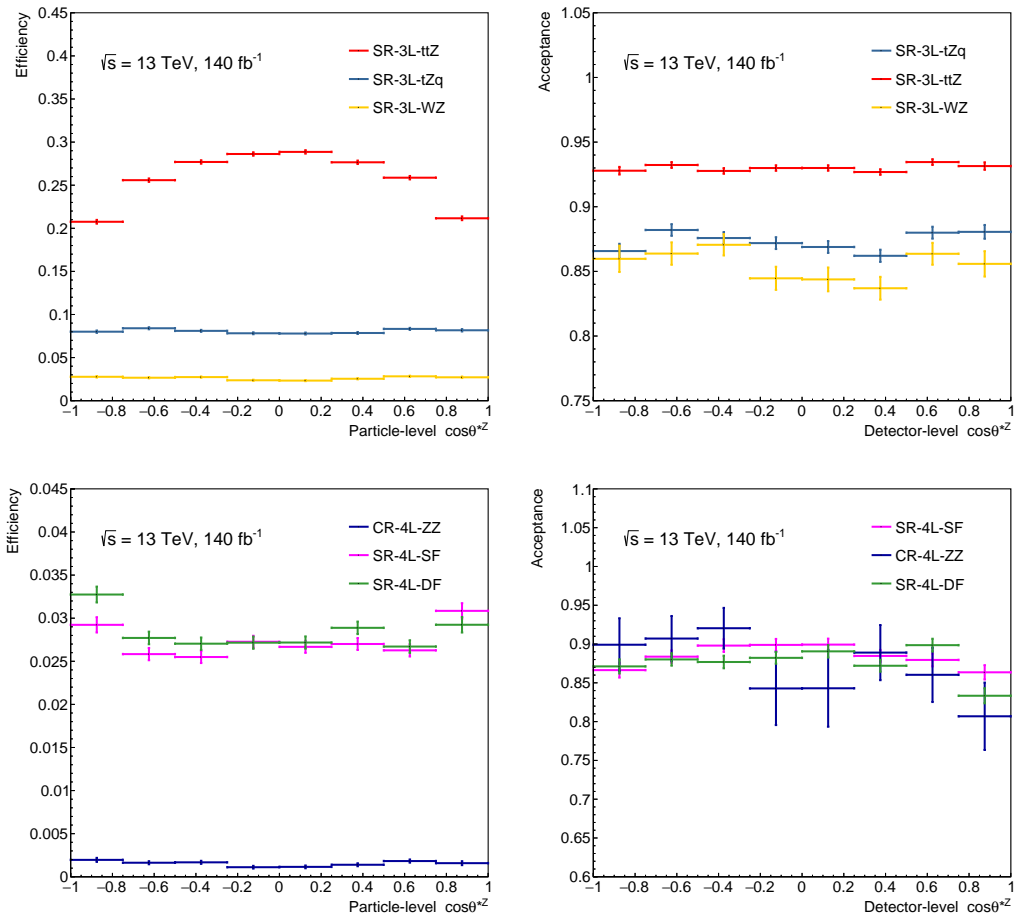 Efficiency
0.45
0.4
0.35
0.3
0.25
0.2
0.15
0.1
0.05
0
√s = 13 TeV, 140 fb⁻¹
SR-3L-ttZ
SR-3L-tZq
SR-3L-WZ
−1 −0.8 −0.6 −0.4 −0.2 0 0.2 0.4 0.6 0.8 1
Particle-level cosθ*Z
Acceptance
1.05
1
0.95
0.9
0.85
0.8
0.75
√s = 13 TeV, 140 fb⁻¹
SR-3L-tZq
SR-3L-ttZ
SR-3L-WZ
−1 −0.8 −0.6 −0.4 −0.2 0 0.2 0.4 0.6 0.8 1
Detector-level cosθ*Z
Efficiency
0.045
0.04
0.035
0.03
0.025
0.02
0.015
0.01
0.005
0
√s = 13 TeV, 140 fb⁻¹
CR-4L-ZZ
SR-4L-SF
SR-4L-DF
−1 −0.8 −0.6 −0.4 −0.2 0 0.2 0.4 0.6 0.8 1
Particle-level cosθ*Z
Acceptance
1.1
1.05
1
0.95
0.9
0.85
0.8
0.75
0.7
0.65
0.6
√s = 13 TeV, 140 fb⁻¹
SR-4L-SF
CR-4L-ZZ
SR-4L-DF
−1 −0.8 −0.6 −0.4 −0.2 0 0.2 0.4 0.6 0.8 1
Detector-level cosθ*Z